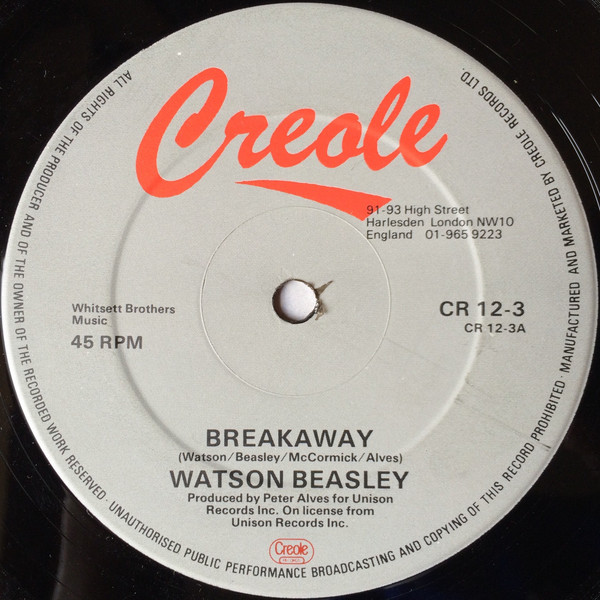 Creole
91-93 High Street
Harlesden London NW10
England 01-965 9223
Whitsett Brothers
Music
45 RPM
CR 12-3
CR 12-3A
BREAKAWAY
(Watson/Beasley/McCormick/Alves)
WATSON BEASLEY
Produced by Peter Alves for Unison
Records Inc. On license from
Unison Records Inc.
Creole
ALL RIGHTS OF THE PRODUCER AND OF THE OWNER OF THE RECORDED WORK RESERVED · UNAUTHORISED PUBLIC PERFORMANCE BROADCASTING AND COPYING OF THIS RECORD PROHIBITED · MANUFACTURED AND MARKETED BY CREOLE RECORDS LTD.